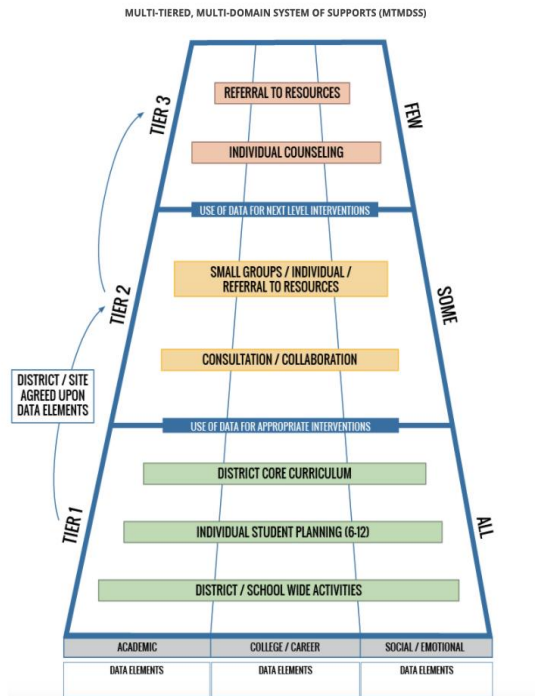 MULTI-TIERED, MULTI-DOMAIN SYSTEM OF SUPPORTS (MTMDSS)
REFERRAL TO RESOURCES
TIER 3
FEW
INDIVIDUAL COUNSELING
USE OF DATA FOR NEXT LEVEL INTERVENTIONS
SMALL GROUPS / INDIVIDUAL /
REFERRAL TO RESOURCES
TIER 2
SOME
CONSULTATION / COLLABORATION
DISTRICT / SITE
AGREED UPON
DATA ELEMENTS
USE OF DATA FOR APPROPRIATE INTERVENTIONS
DISTRICT CORE CURRICULUM
TIER 1
ALL
INDIVIDUAL STUDENT PLANNING (6-12)
DISTRICT / SCHOOL WIDE ACTIVITIES
ACADEMIC
COLLEGE / CAREER
SOCIAL / EMOTIONAL
DATA ELEMENTS
DATA ELEMENTS
DATA ELEMENTS